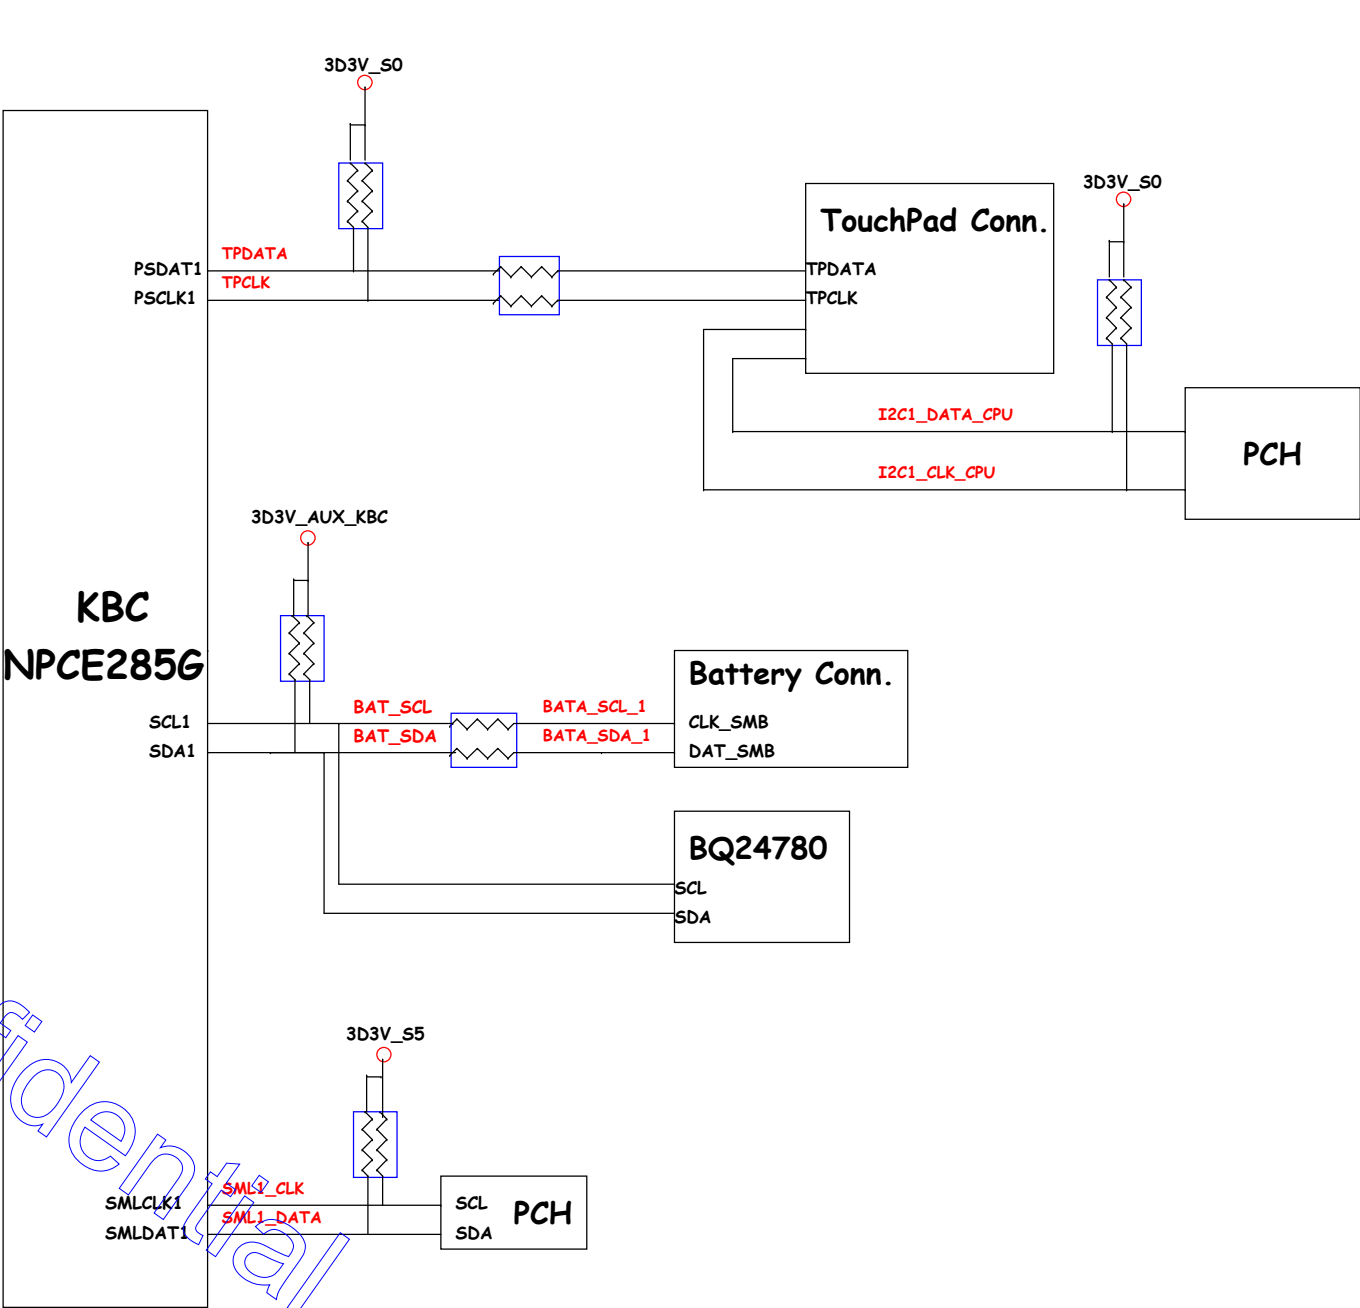 3D3V_S0
3D3V_S0
TouchPad Conn.
TPDATA
PSDAT1
TPDATA
TPCLK
PSCLK1
TPCLK
I2C1_DATA_CPU
PCH
I2C1_CLK_CPU
3D3V_AUX_KBC
KBC
NPCE285G
Battery Conn.
BAT_SCL
BATA_SCL_1
SCL1
CLK_SMB
BAT_SDA
BATA_SDA_1
SDA1
DAT_SMB
BQ24780
SCL
SDA
3D3V_S5
SML1_CLK
SMLCLK1
SCL
PCH
SML1_DATA
SMLDAT1
SDA
fidential